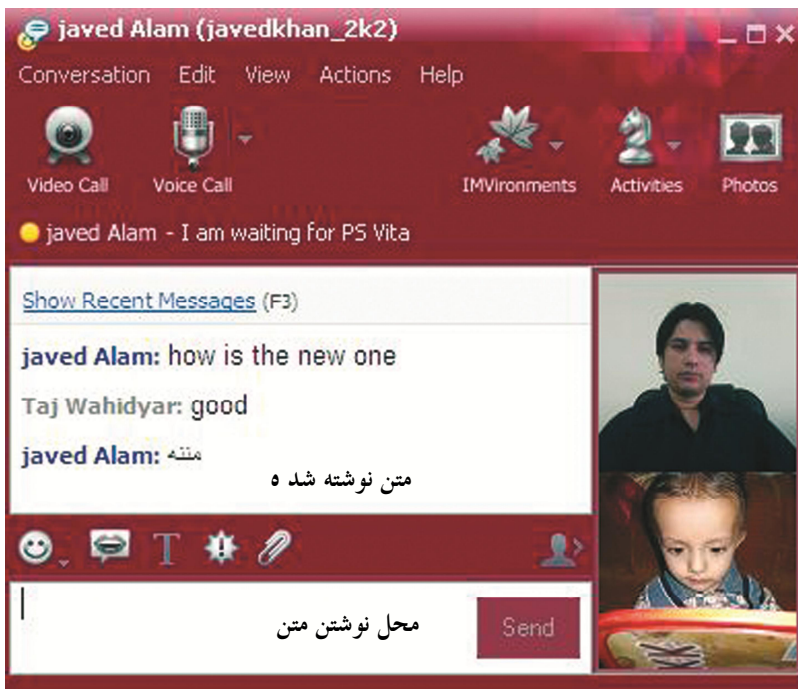 javed Alam (javedkhan_2k2)
Conversation Edit View Actions Help
Video Call Voice Call IMVironments Activities Photos
javed Alam - I am waiting for PS Vita
Show Recent Messages (F3)
javed Alam: how is the new one
Taj Wahidyar: good
javed Alam: مننه
متن نوشته شد ه
محل نوشتن متن
Send